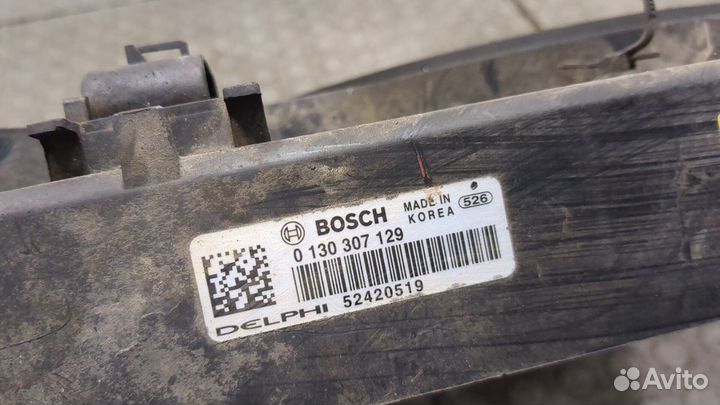 BOSCH MADE IN KOREA 526
0 130 307 129
52420519
DELPHI
Avito